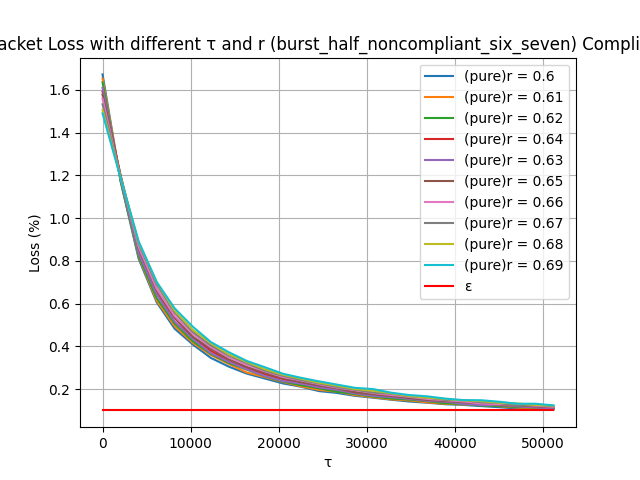 acket Loss with different τ and r (burst_half_noncompliant_six_seven) Compli
Loss (%)
1.6
1.4
1.2
1.0
0.8
0.6
0.4
0.2
(pure)r = 0.6
(pure)r = 0.61
(pure)r = 0.62
(pure)r = 0.64
(pure)r = 0.63
(pure)r = 0.65
(pure)r = 0.66
(pure)r = 0.67
(pure)r = 0.68
(pure)r = 0.69
ε
0 10000 20000 30000 40000 50000
τ